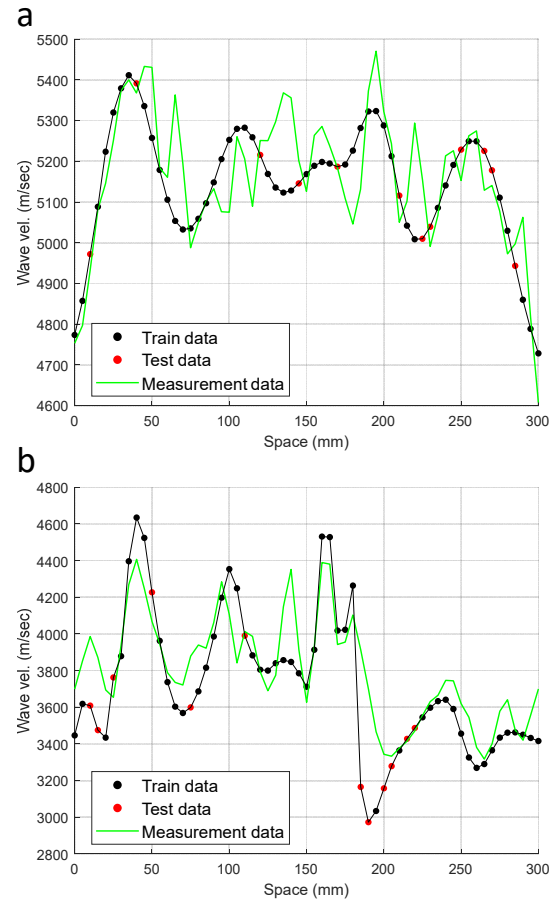 a
5500
5400
5300
5200
5100
5000
4900
4800
4700
4600
Wave vel. (m/sec)
Train data
Test data
Measurement data
0 50 100 150 200 250 300
Space (mm)
b
4800
4600
4400
4200
4000
3800
3600
3400
3200
3000
2800
Wave vel. (m/sec)
Train data
Test data
Measurement data
0 50 100 150 200 250 300
Space (mm)